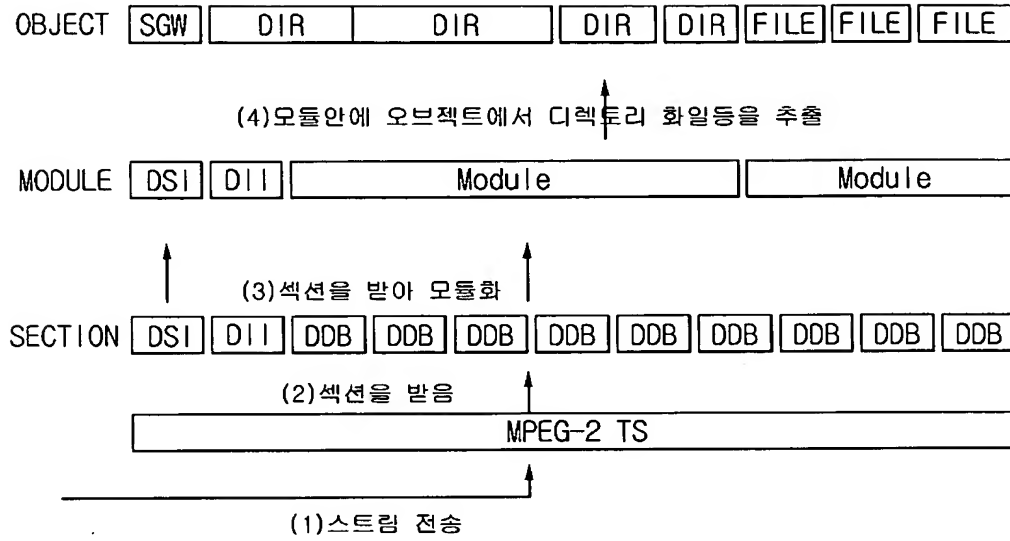 OBJECT SGW DIR DIR DIR DIR FILE FILE FILE
(4)모듈안에 오브젝트에서 디렉토리 화일등을 추출
MODULE DSI DII Module Module
(3)섹션을 받아 모듈화
SECTION DSI DII DDB DDB DDB DDB DDB DDB DDB DDB DDB
(2)섹션을 받음
MPEG-2 TS
(1)스트림 전송